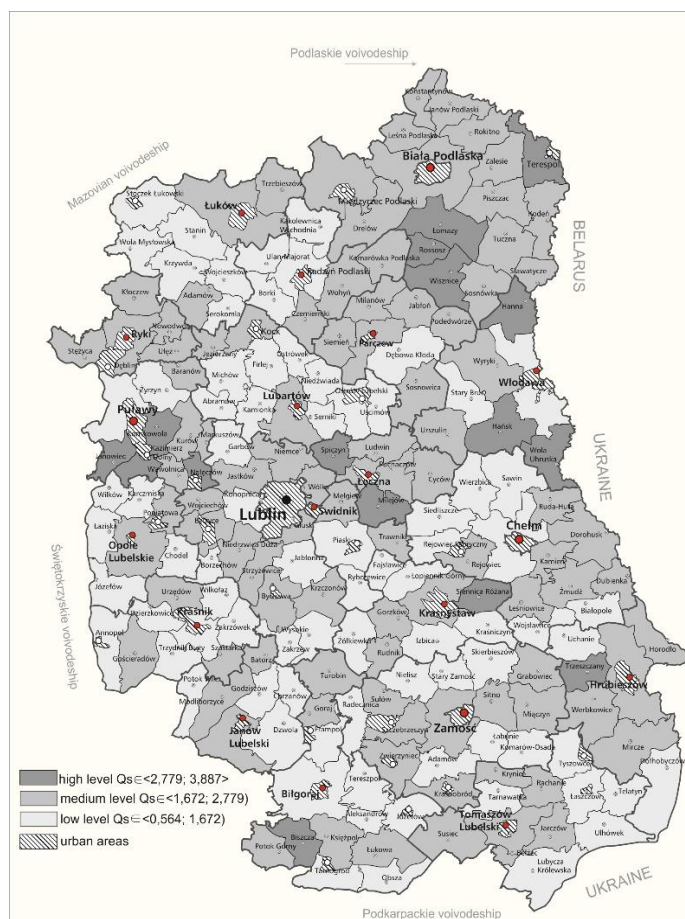 Podlaskie voivodeship
Konstantynów
Janów Podlaski
Leśna Podlaska
Rokitno
Biała Podlaska
Terespol
Zalesie
Mazovian voivodeship
Stoczek Łukowski
Trzebieszów
Międzyrzec Podlaski
Piszczac
Kodeń
BELARUS
Łuków
Kąkolewnica
Wschodnia
Drelów
Łomazy
Tuczna
Stanin
Wola Mysłowska
Ulan-Majorat
Komarówka Podlaska
Rossosz
Krzywda
Wojcieszków
Radzyń Podlaski
Wisznice
Sławatycze
Sosnówka
Kłoczew
Adamów
Borki
Wohyń
Milanów
Jabłoń
Hanna
Serokomla
Czemierniki
Podedwórze
Ryki
Nowodwór
Kock
Siemień
Parczew
Stężyca
Ułęż
Jeziorzany
Ostrówek
Dębowa Kłoda
Wyryki
Dęblin
Baranów
Michów
Firlej
Niedźwiada
Włodawa
Żyrzyn
Abramów
Lubartów
Sosnowica
Stary Brus
Puławy
Kamionka
Serniki
Uścimów
Hańsk
Końskowola
Kurów
Markuszów
Urszulin
Janowiec
Kazimierz
Dolny
Garbów
Niemce
Spiczyn
Ludwin
Wola
Uhruska
UKRAINE
Wąwolnica
Nałęczów
Jastków
Puchaczów
Cyców
Sawin
Wilków
Karczmiska
Wojciechów
Konopnica
Wólka
Łęczna
Wierzbica
Lublin
Świdnik
Mełgiew
Milejów
Siedliszcze
Ruda-Huta
Łaziska
Poniatowa
Bełżyce
Głusk
Chełm
Dorohusk
Opole
Lubelskie
Trawniki
Rejowiec Fabryczny
Świętokrzyskie voivodeship
Chodel
Niedrzwica Duża
Piaski
Rejowiec
Kamień
Józefów
Borzechów
Strzyżewice
Jabłonna
Fajsławice
Dubienka
Rybczewice
Łopiennik Górny
Żmudź
Urzędów
Wilkołaz
Bychawa
Krzczonów
Siennica Różana
Leśniowice
Białopole
Dzierzkowice
Kraśnik
Gorzków
Krasnystaw
Wojsławice
Annopol
Zakrzówek
Wysokie
Kraśniczyn
Uchanie
Gościeradów
Trzydnik Duży
Szastarka
Zakrzew
Żółkiewka
Rudnik
Izbica
Horodło
Batorz
Skierbieszów
Turobin
Trzeszczany
Potok Wlk.
Godziszów
Chrzanów
Nielisz
Stary Zamość
Grabowiec
Hrubieszów
Modliborzyce
Goraj
Radecznica
Sułów
Sitno
Werbkowice
Janów
Lubelski
Dzwola
Frampol
Szczebrzeszyn
Zamość
Miączyn
Mircze
Łabunie
Zwierzyniec
Adamów
Komarów-Osada
Tyszowce
Dołhobyczów
high level Qs∈<2,779; 3,887>
Tereszpol
Krynice
Rachanie
Telatyn
medium level Qs∈<1,672; 2,779)
Biłgoraj
Krasnobród
Tarnawatka
Łaszczów
low level Qs∈<0,564; 1,672)
Aleksandrów
Józefów
Tomaszów
Lubelski
Ulhówek
urban areas
Biszcza
Księżpol
Susiec
Jarczów
Potok Górny
Łukowa
Bełżec
Tarnogród
Obsza
Lubycza
Królewska
UKRAINE
Podkarpackie voivodeship